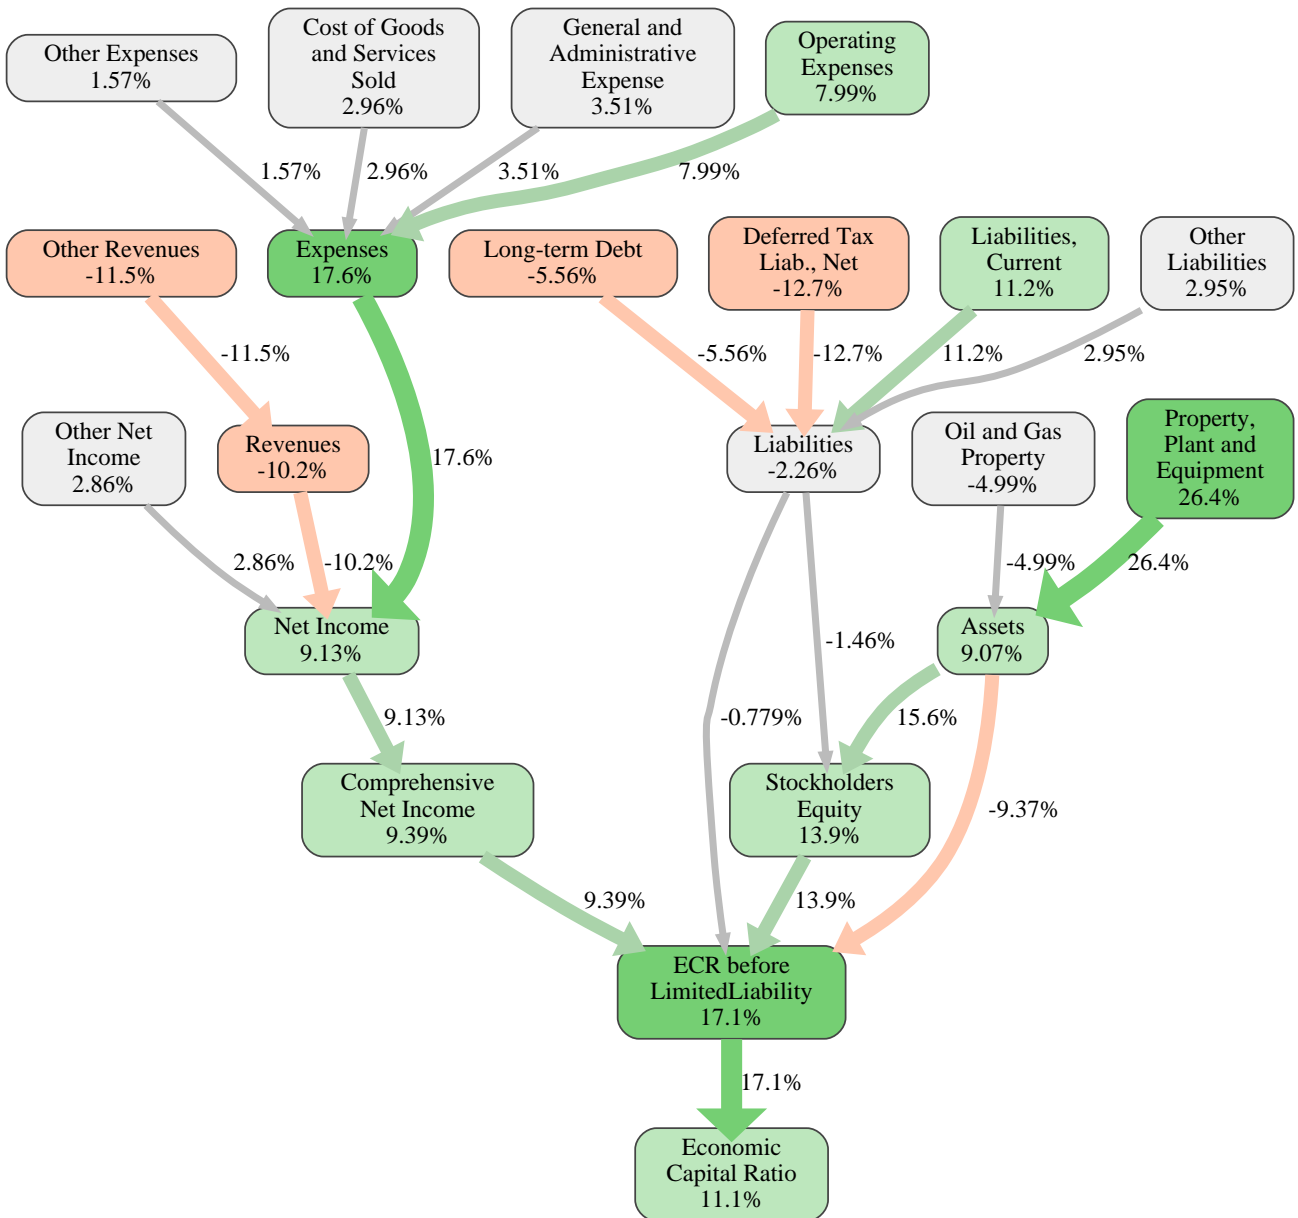 Other Expenses
1.57%
Cost of Goods
and Services
Sold
2.96%
General and
Administrative
Expense
3.51%
Operating
Expenses
7.99%
1.57%
2.96%
3.51%
7.99%
Other Revenues
-11.5%
Expenses
17.6%
Long-term Debt
-5.56%
Deferred Tax
Liab., Net
-12.7%
Liabilities,
Current
11.2%
Other
Liabilities
2.95%
-11.5%
-5.56%
-12.7%
11.2%
2.95%
Other Net
Income
2.86%
Revenues
-10.2%
17.6%
Liabilities
-2.26%
Oil and Gas
Property
-4.99%
Property,
Plant and
Equipment
26.4%
2.86%
-10.2%
-4.99%
26.4%
Net Income
9.13%
-1.46%
Assets
9.07%
9.13%
-0.779%
15.6%
Comprehensive
Net Income
9.39%
Stockholders
Equity
13.9%
-9.37%
9.39%
13.9%
ECR before
LimitedLiability
17.1%
17.1%
Economic
Capital Ratio
11.1%